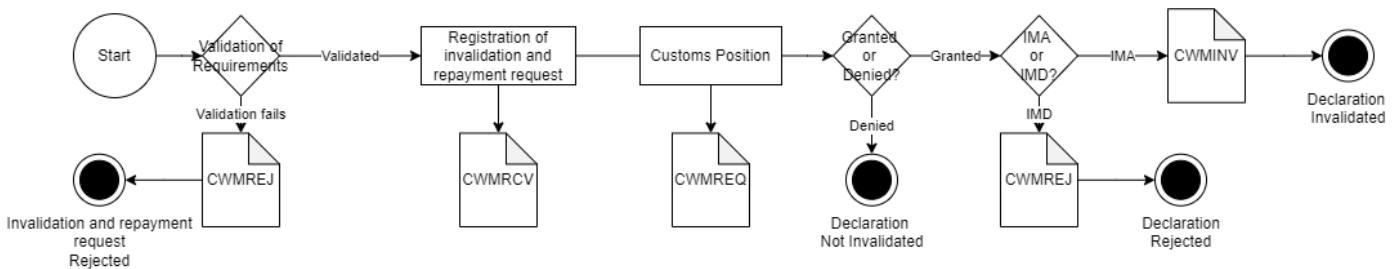 Start
Validation of
Requirements
Validated
Registration of
invalidation and
repayment request
Customs Position
Granted
or
Denied?
Granted
IMA
or
IMD?
IMA
CWMINV
Declaration
Invalidated
Validation fails
CWMREJ
Invalidation and repayment
request
Rejected
CWMRCV
CWMREQ
Denied
Declaration
Not Invalidated
IMD
CWMREJ
Declaration
Rejected